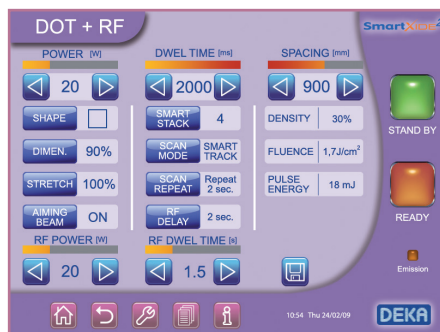 DOT + RF
SmartXide²
POWER [W]
DWEL TIME [ms]
SPACING [mm]
20
2000
900
SHAPE
SMART STACK
4
DENSITY
30%
STAND BY
DIMEN.
90%
SCAN MODE
SMART TRACK
FLUENCE
1,7J/cm²
STRETCH
100%
SCAN REPEAT
Repeat 2 sec.
PULSE ENERGY
18 mJ
AIMING BEAM
ON
RF DELAY
2 sec.
READY
RF POWER [W]
RF DWEL TIME [s]
20
1.5
Emission
10:54 Thu 24/02/09
DEKA